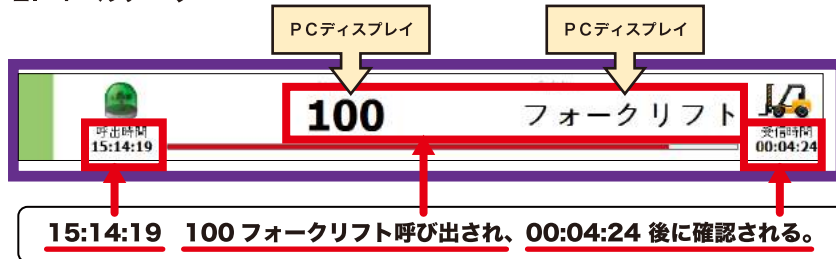 PCディスプレイ PCディスプレイ
100 フォークリフト
呼出時間 受信時間
15:14:19 00:04:24
15:14:19 100 フォークリフト呼び出され、00:04:24 後に確認される。